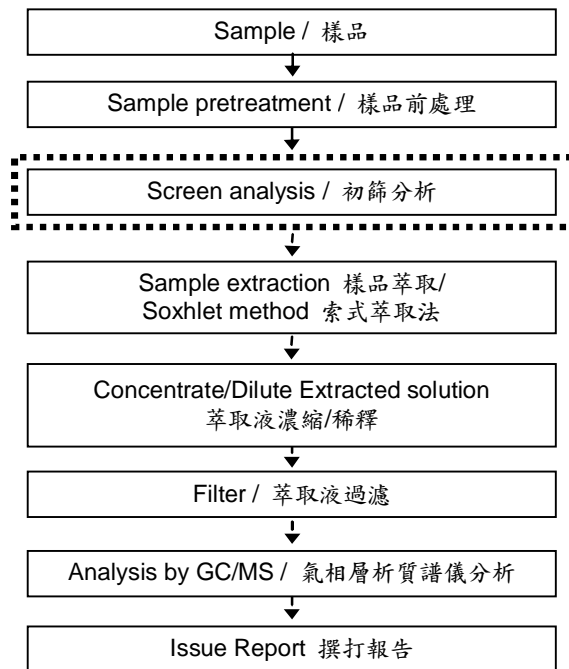 Sample / 樣品
Sample pretreatment / 樣品前處理
Screen analysis / 初篩分析
Sample extraction 樣品萃取/
Soxhlet method 索式萃取法
Concentrate/Dilute Extracted solution
萃取液濃縮/稀釋
Filter / 萃取液過濾
Analysis by GC/MS / 氣相層析質譜儀分析
Issue Report 撰打報告